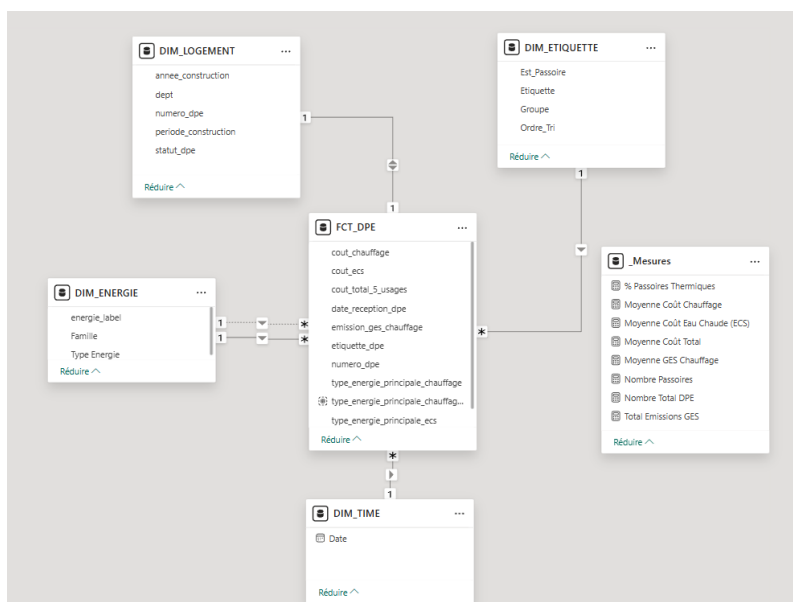 DIM_LOGEMENT
annee_construction
dept
numero_dpe
periode_construction
statut_dpe
Réduire
DIM_ETIQUETTE
Est_Passoire
Etiquette
Groupe
Ordre_Tri
Réduire
1
1
1
FCT_DPE
cout_chauffage
cout_ecs
cout_total_5_usages
date_reception_dpe
emission_ges_chauffage
etiquette_dpe
numero_dpe
type_energie_principale_chauffage
type_energie_principale_chauffag...
type_energie_principale_ecs
Réduire
_Mesures
% Passoires Thermiques
Moyenne Coût Chauffage
Moyenne Coût Eau Chaude (ECS)
Moyenne Coût Total
Moyenne GES Chauffage
Nombre Passoires
Nombre Total DPE
Total Emissions GES
Réduire
DIM_ENERGIE
energie_label
Famille
Type Energie
Réduire
1 *
1 *
*
*
1
DIM_TIME
Date
Réduire